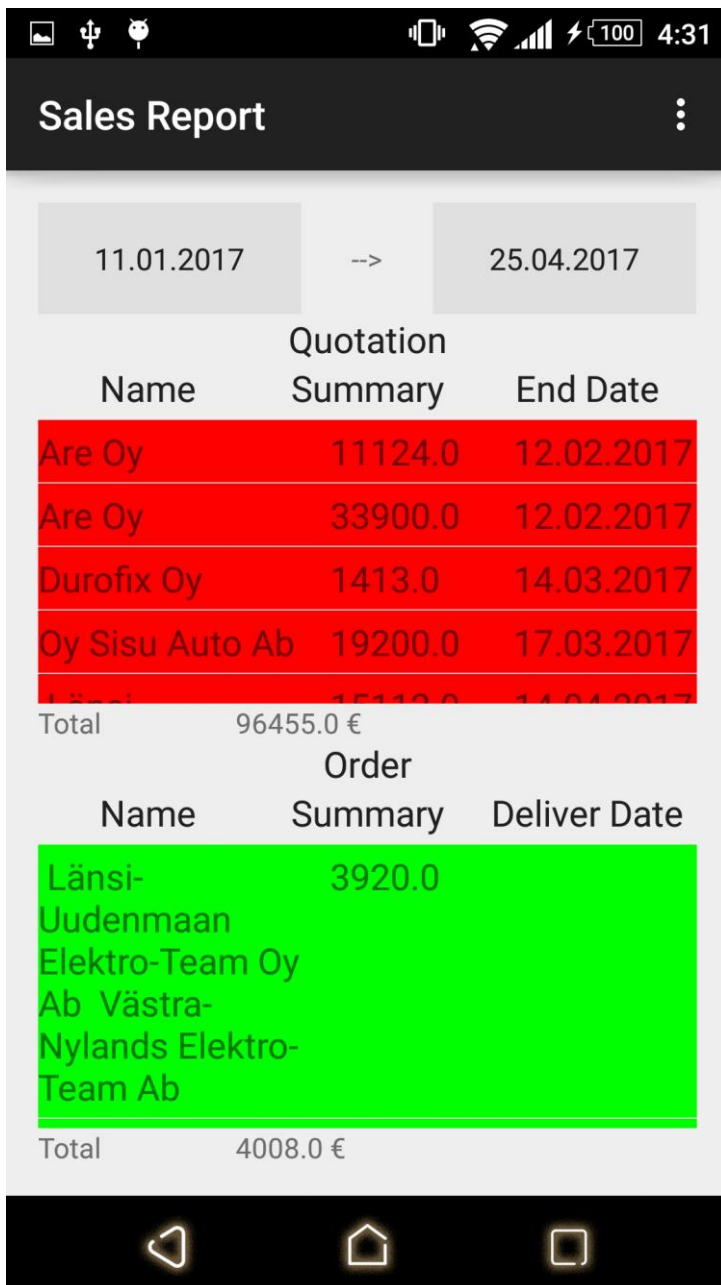 4:31
100
Sales Report
11.01.2017 --> 25.04.2017
Quotation
Name Summary End Date
Are Oy 11124.0 12.02.2017
Are Oy 33900.0 12.02.2017
Durofix Oy 1413.0 14.03.2017
Oy Sisu Auto Ab 19200.0 17.03.2017
Total 96455.0 €
Order
Name Summary Deliver Date
Länsi- 3920.0
Uudenmaan
Elektro-Team Oy
Ab Västra-
Nylands Elektro-
Team Ab
Total 4008.0 €